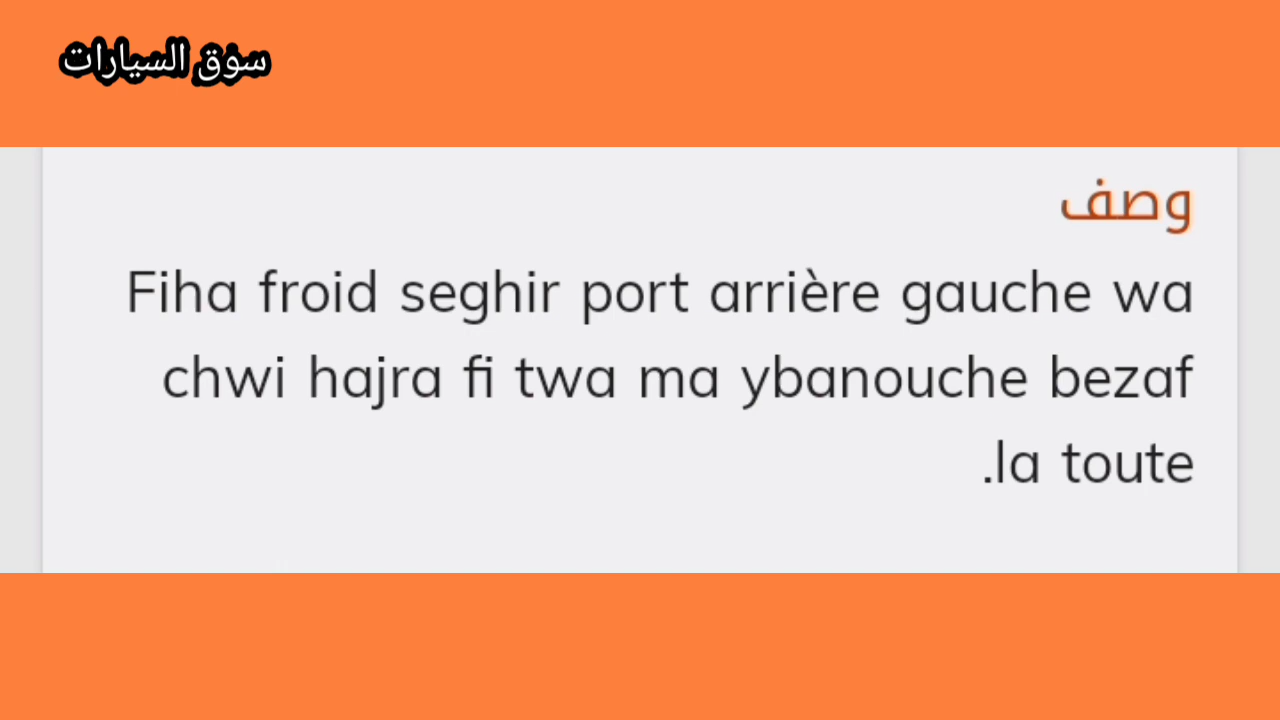 سوق السيارات
وصف
Fiha froid seghir port arrière gauche wa
chwi hajra fi twa ma ybanouche bezaf
.la toute